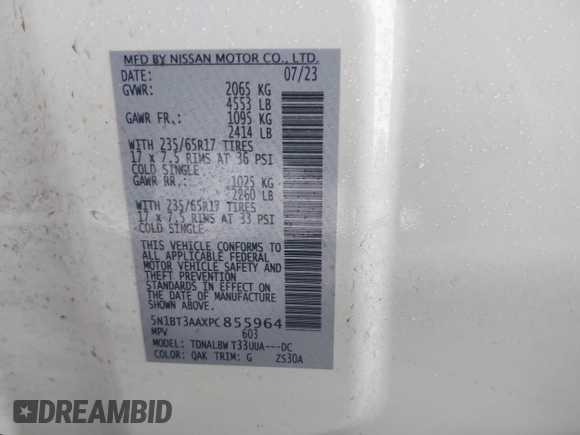 MFD BY NISSAN MOTOR CO., LTD.
DATE: 07/23
GVWR: 2065 KG
4553 LB
GAWR FR.: 1095 KG
2414 LB
WITH 235/65R17 TIRES
17 x 7.5 RIMS AT 36 PSI
COLD SINGLE
GAWR RR.: 1025 KG
2260 LB
WITH 235/65R17 TIRES
17 x 7.5 RIMS AT 33 PSI
COLD SINGLE
THIS VEHICLE CONFORMS TO
ALL APPLICABLE FEDERAL
MOTOR VEHICLE SAFETY AND
THEFT PREVENTION
STANDARDS IN EFFECT ON
THE DATE OF MANUFACTURE
SHOWN ABOVE.
5N1BT3AAXPC855964
MPV 603
MODEL: TDNALBW T33UUA---DC
COLOR: QAK TRIM: G ZS30A
DREAMBID